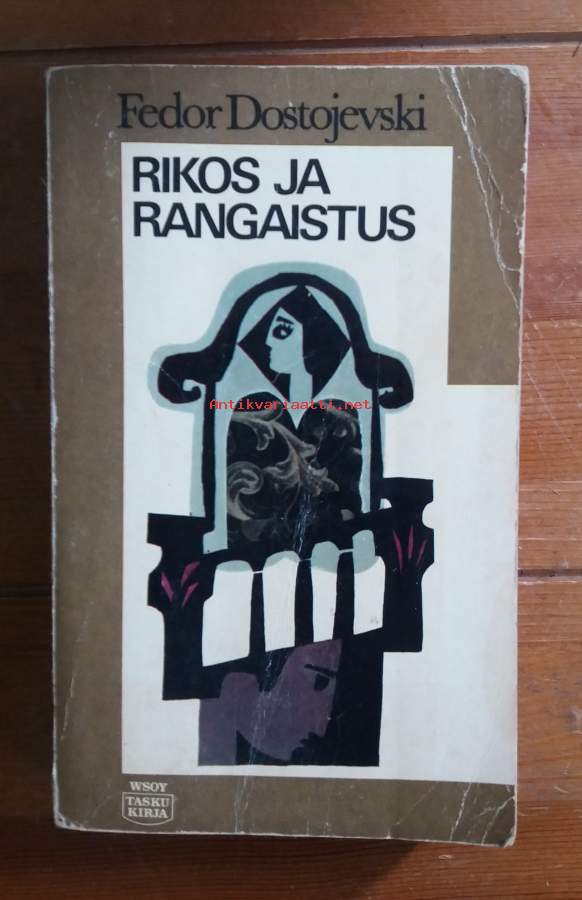 Fedor Dostojevski
RIKOS JA
RANGAISTUS
Antikvariaatti.net
WSOY
TASKU
KIRJA